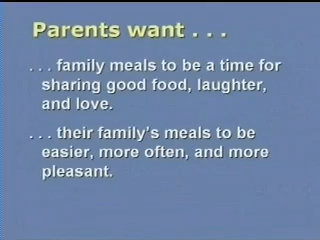 Parents want . . .
. . . family meals to be a time for
sharing good food, laughter,
and love.
. . . their family's meals to be
easier, more often, and more
pleasant.